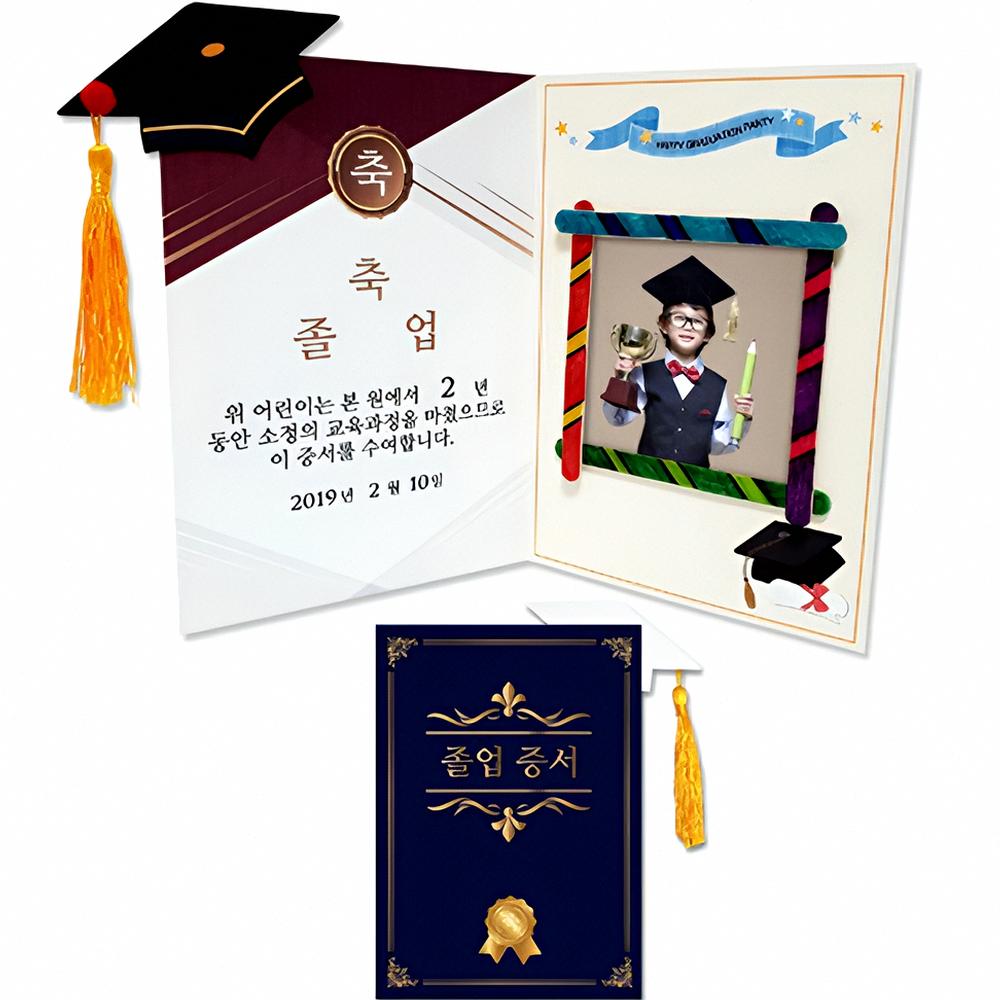 축
축
졸 업
위 어린이는 본 원에서 2 년
동안 소정의 교육과정을 마쳤으므로
이 증서를 수여합니다.
2019년 2월 10일
GRADUATION PARTY
졸업 증서